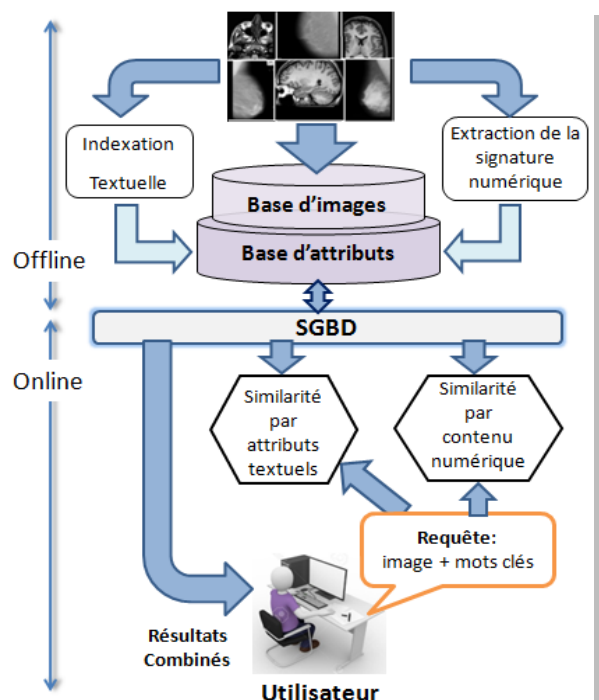 Indexation
Textuelle
Extraction de la
signature
numérique
Base d'images
Base d'attributs
Offline
SGBD
Online
Similarité
par
attributs
textuels
Similarité
par
contenu
numérique
Requête:
image + mots clés
Résultats
Combinés
Utilisateur